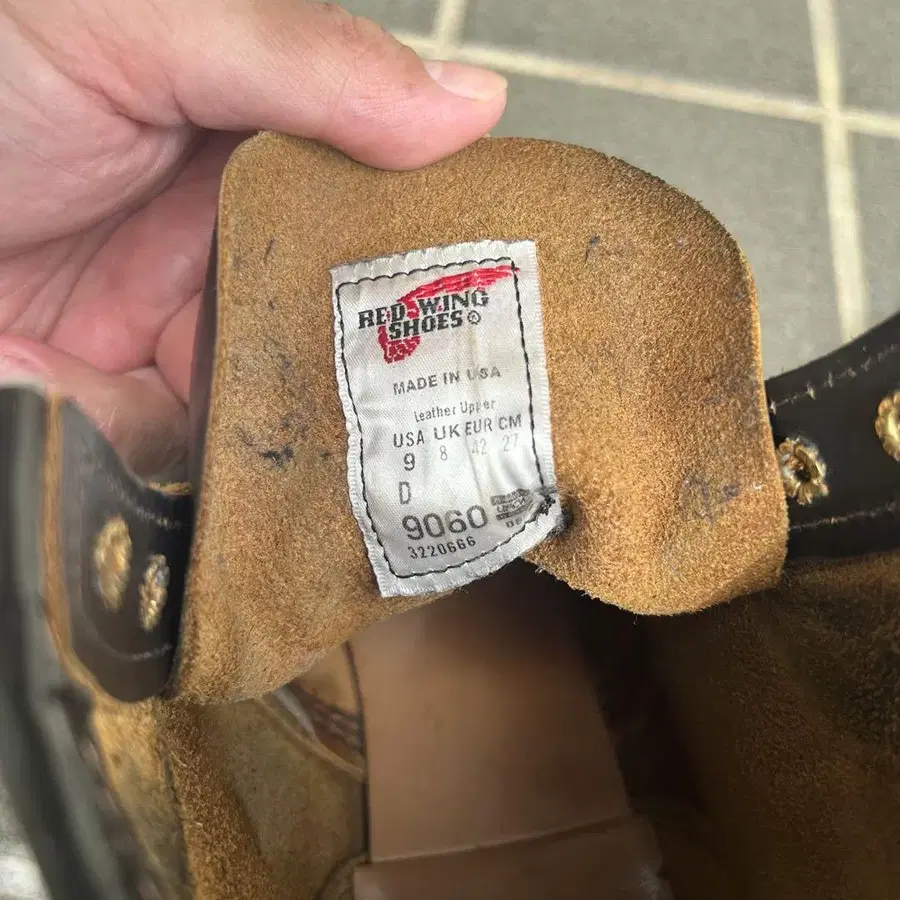 RED WING
SHOES®
MADE IN USA
Leather Upper
USA UK EUR CM
9 8 42 27
D
9060
3220666